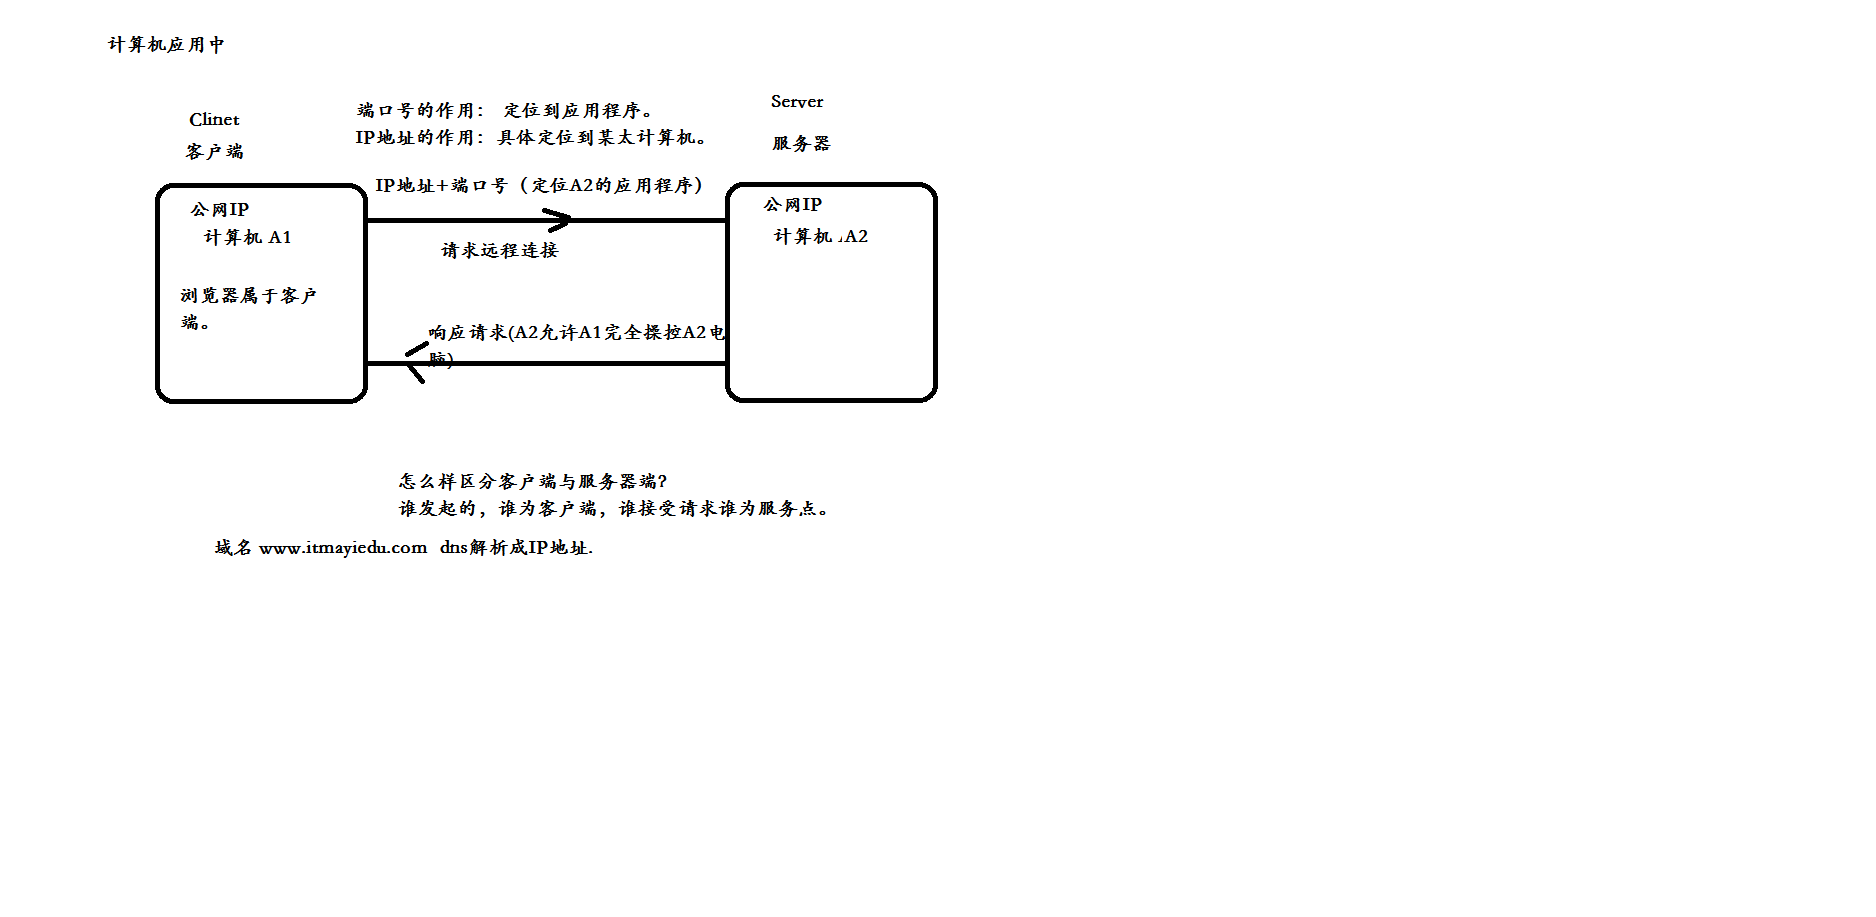 计算机应用中
Clinet
客户端
端口号的作用： 定位到应用程序。
IP地址的作用：具体定位到某太计算机。
Server
服务器
IP地址+端口号（定位A2的应用程序）
公网IP
计算机 A1
浏览器属于客户
端。
请求远程连接
公网IP
计算机 A2
响应请求(A2允许A1完全操控A2电
脑)
怎么样区分客户端与服务器端?
谁发起的，谁为客户端，谁接受请求谁为服务点。
域名 www.itmayiedu.com dns解析成IP地址.